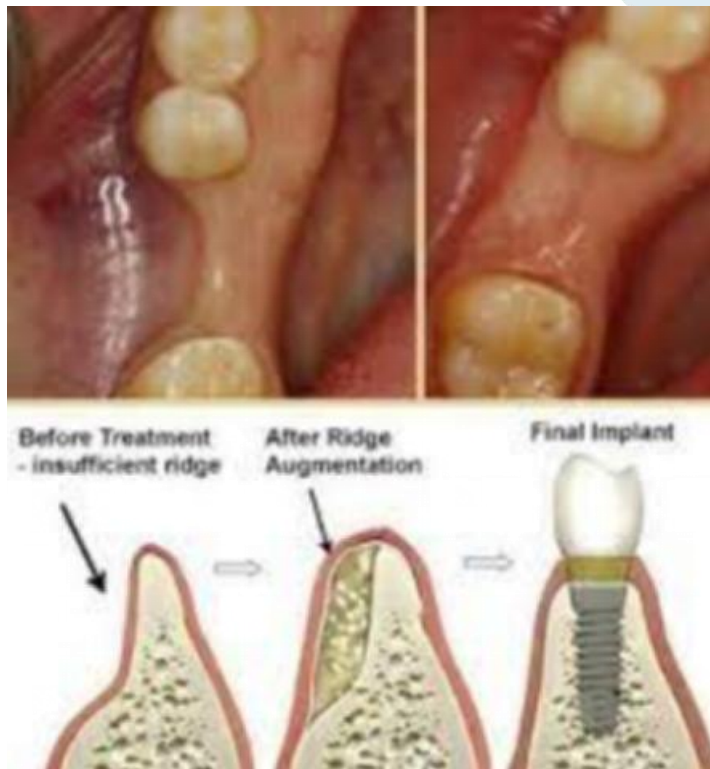 Before Treatment
- insufficient ridge
After Ridge
Augmentation
Final Implant